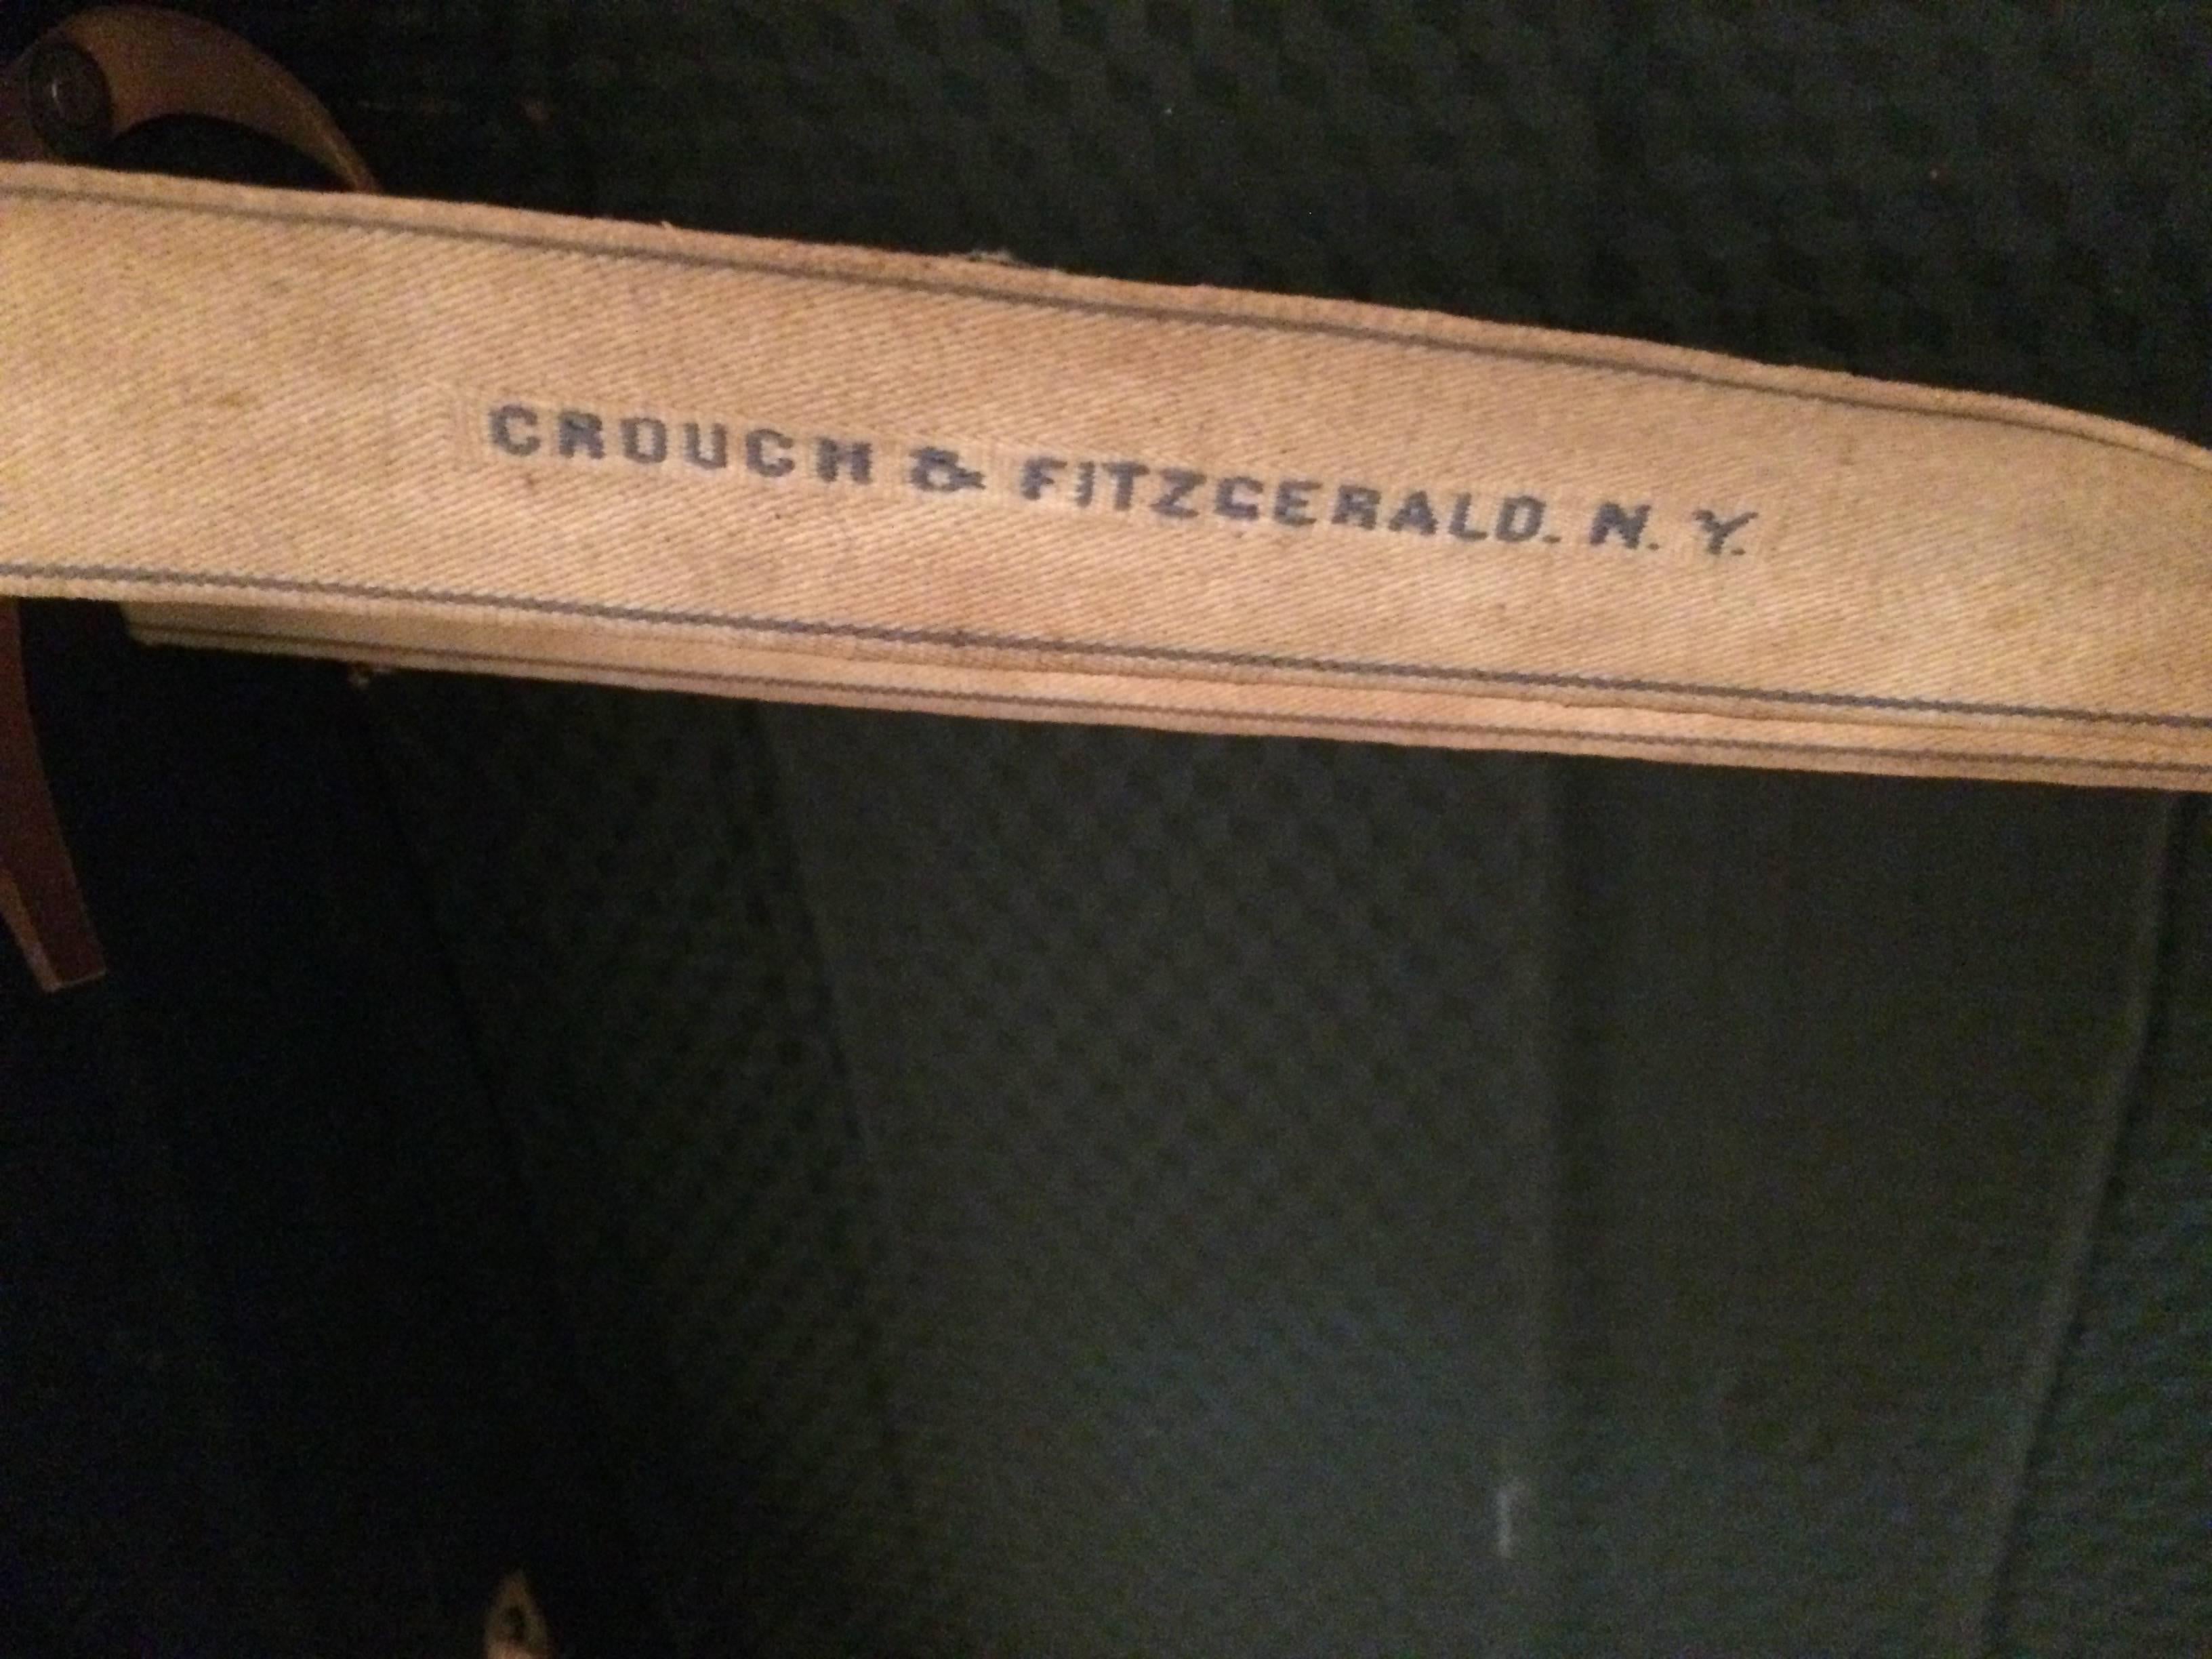 CROUCH & FITZGERALD. N. Y.